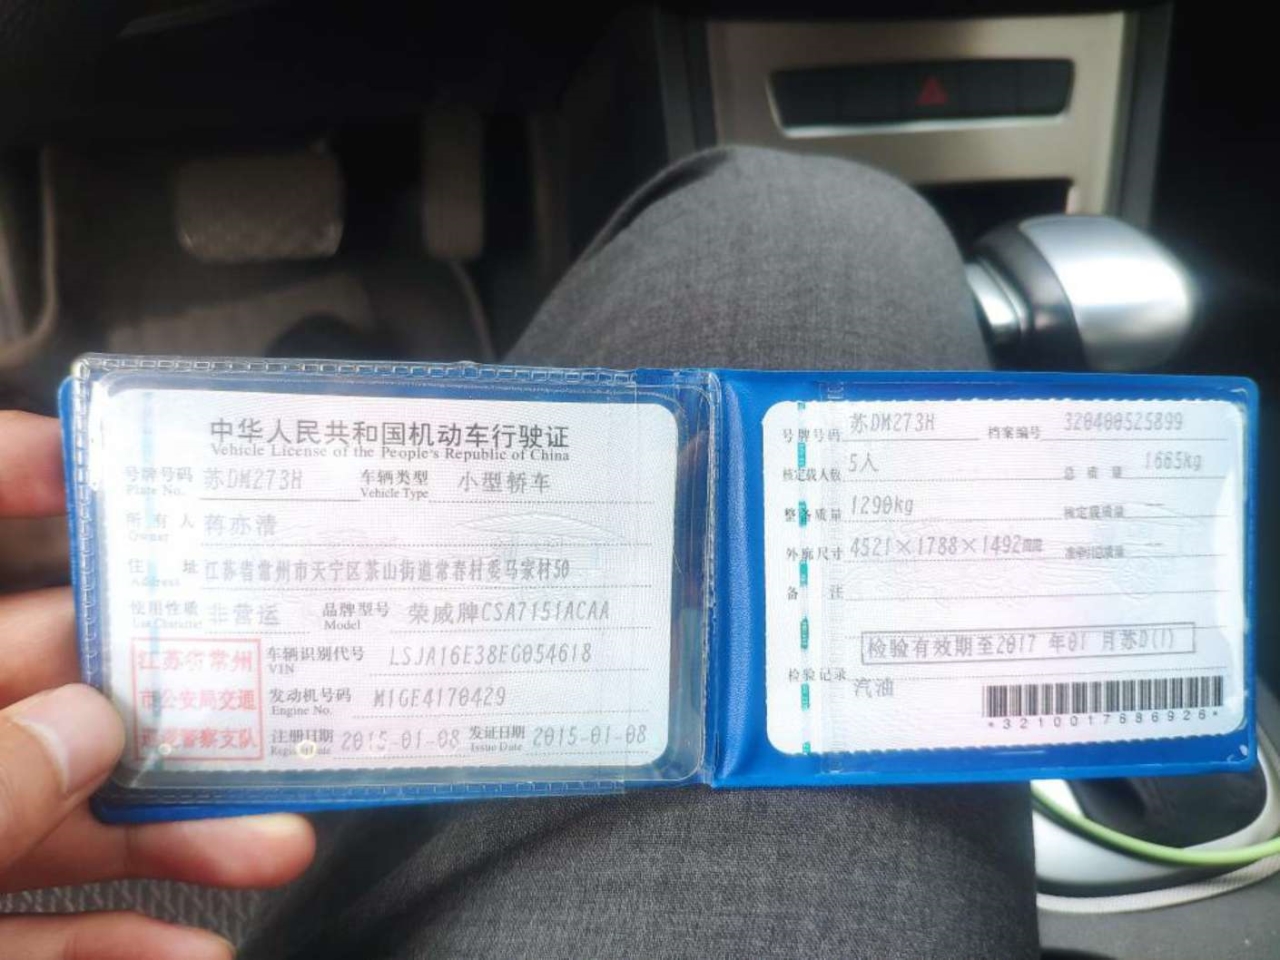 中华人民共和国机动车行驶证
Vehicle License of the People's Republic of China
号牌号码 苏DM273H 车辆类型 小型轿车
Plate No. Vehicle Type
所有人 蒋亦清
Owner
住址 江苏省常州市天宁区茶山街道常春村委马家村50
Address
使用性质 非营运 品牌型号 荣威牌CSA7151ACAA
Use Character Model
江苏省常州
市公安局交通
巡逻警察支队
车辆识别代号 LSJA16E38EG054618
VIN
发动机号码 M1GE4170429
Engine No.
注册日期 2015-01-08 发证日期 2015-01-08
Register Date Issue Date
号牌号码 苏DM273H 档案编号 320400525899
核定载人数 5人 总质量 1665kg
整备质量 1290kg 核定载质量 --
外廓尺寸 4521×1788×1492mm 准牵引总质量 --
备注
检验有效期至2017 年01 月苏D(1)
检验记录
汽油
*3210017686926*